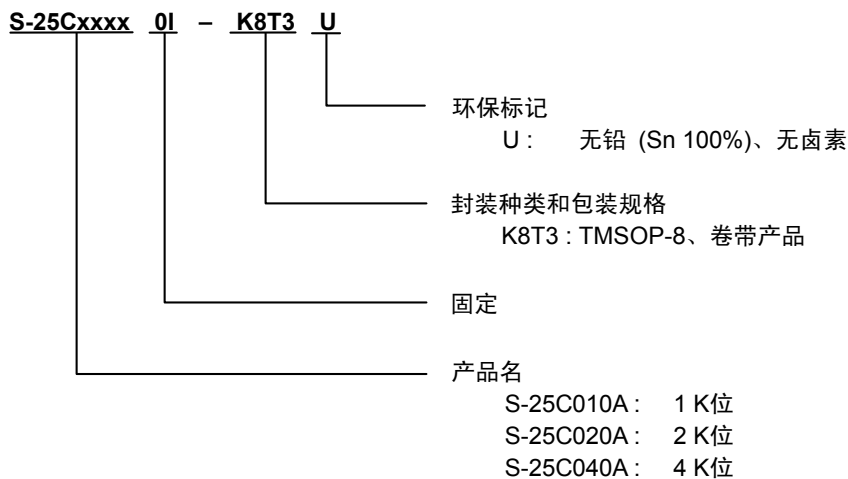 S-25Cxxxx 0I – K8T3 U
环保标记
U : 无铅 (Sn 100%)、无卤素
封装种类和包装规格
K8T3 : TMSOP-8、卷带产品
固定
产品名
S-25C010A : 1 K位
S-25C020A : 2 K位
S-25C040A : 4 K位